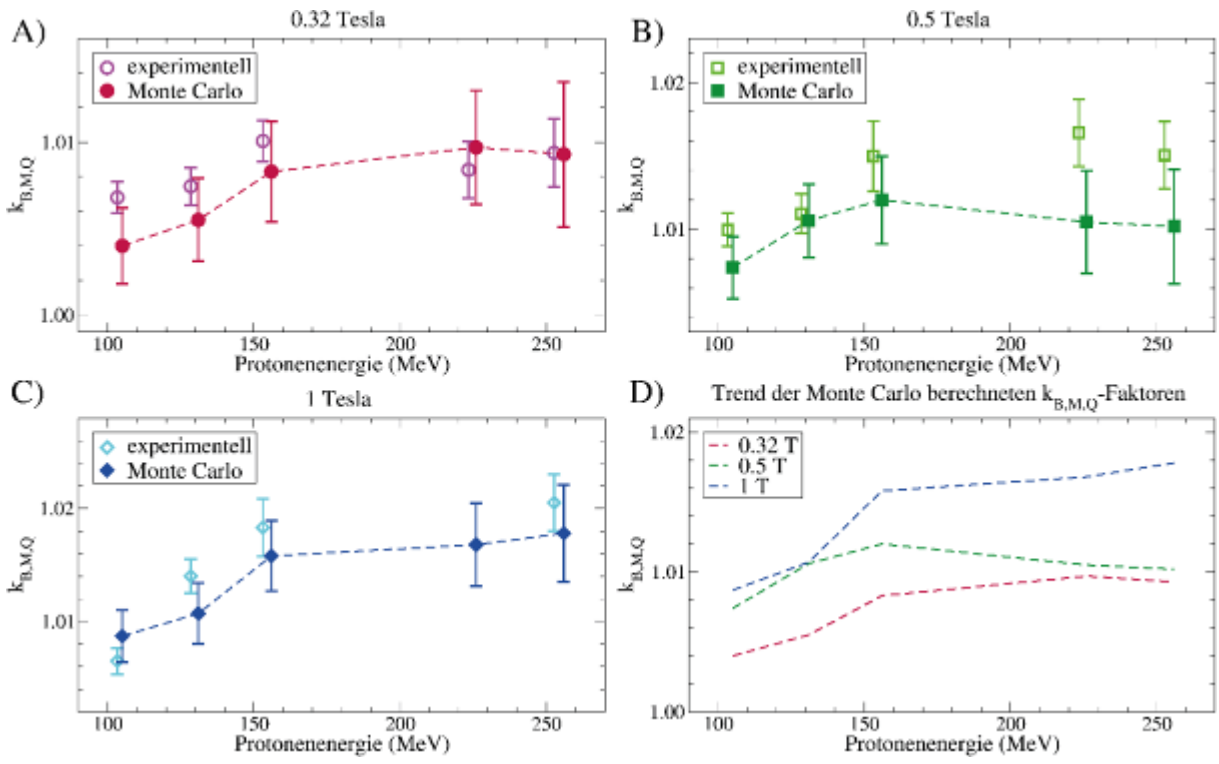 A)
0.32 Tesla
experimentell
Monte Carlo
1.01
1.00
k_B,M,Q
100 150 200 250
Protonenenergie (MeV)
B)
0.5 Tesla
experimentell
Monte Carlo
1.02
1.01
k_B,M,Q
100 150 200 250
Protonenenergie (MeV)
C)
1 Tesla
experimentell
Monte Carlo
1.02
1.01
k_B,M,Q
100 150 200 250
Protonenenergie (MeV)
D)
Trend der Monte Carlo berechneten k_B,M,Q-Faktoren
0.32 T
0.5 T
1 T
1.02
1.01
1.00
k_B,M,Q
100 150 200 250
Protonenenergie (MeV)